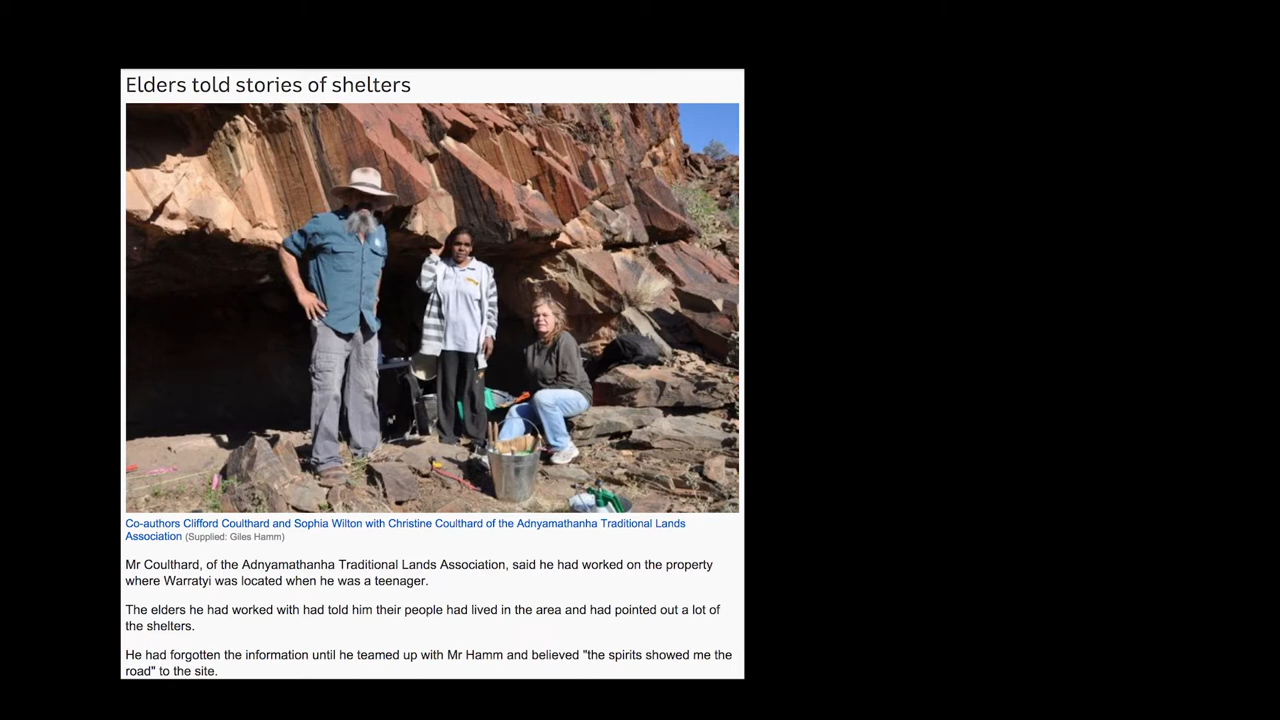 Elders told stories of shelters
Co-authors Clifford Coulthard and Sophia Wilton with Christine Coulthard of the Adnyamathanha Traditional Lands
Association (Supplied: Giles Hamm)
Mr Coulthard, of the Adnyamathanha Traditional Lands Association, said he had worked on the property
where Warratyi was located when he was a teenager.
The elders he had worked with had told him their people had lived in the area and had pointed out a lot of
the shelters.
He had forgotten the information until he teamed up with Mr Hamm and believed "the spirits showed me the
road" to the site.